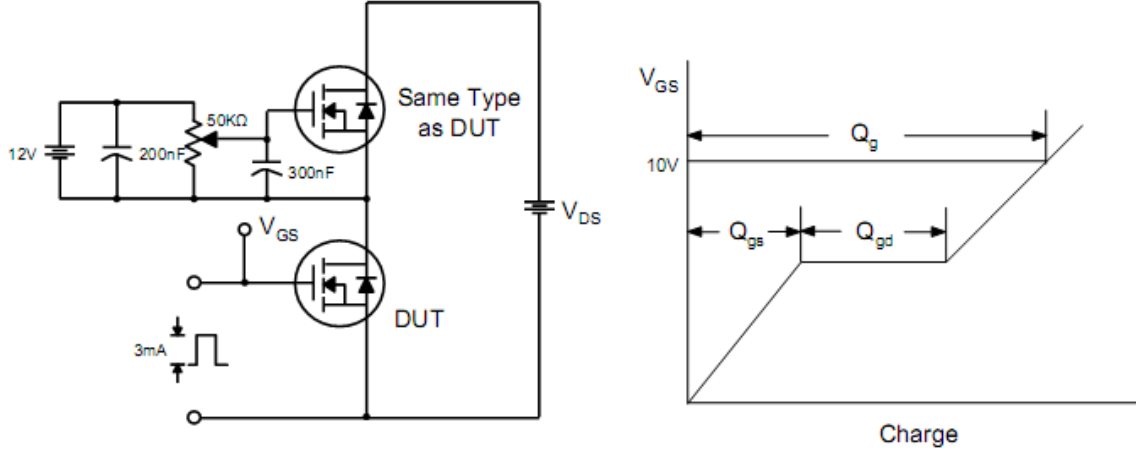 Same Type
as DUT
50KΩ
12V
200nF
300nF
V_GS
V_DS
DUT
3mA
V_GS
Q_g
10V
Q_gs
Q_gd
Charge